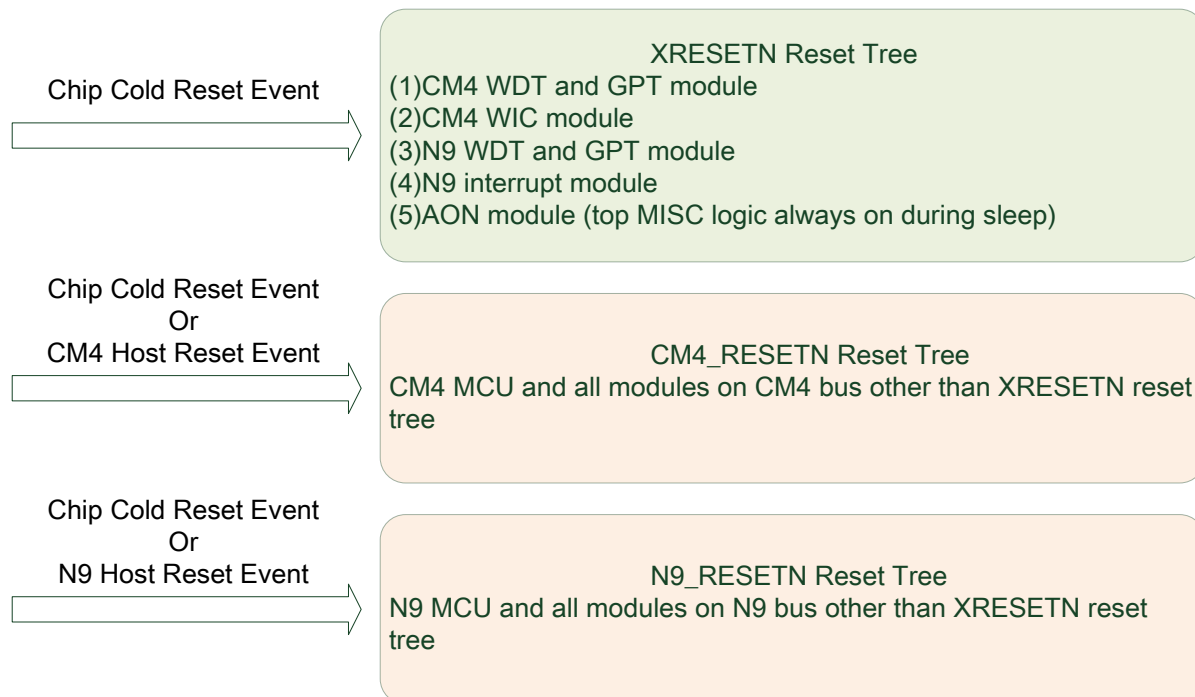 Chip Cold Reset Event
XRESETN Reset Tree
(1)CM4 WDT and GPT module
(2)CM4 WIC module
(3)N9 WDT and GPT module
(4)N9 interrupt module
(5)AON module (top MISC logic always on during sleep)
Chip Cold Reset Event
Or
CM4 Host Reset Event
CM4_RESETN Reset Tree
CM4 MCU and all modules on CM4 bus other than XRESETN reset
tree
Chip Cold Reset Event
Or
N9 Host Reset Event
N9_RESETN Reset Tree
N9 MCU and all modules on N9 bus other than XRESETN reset
tree